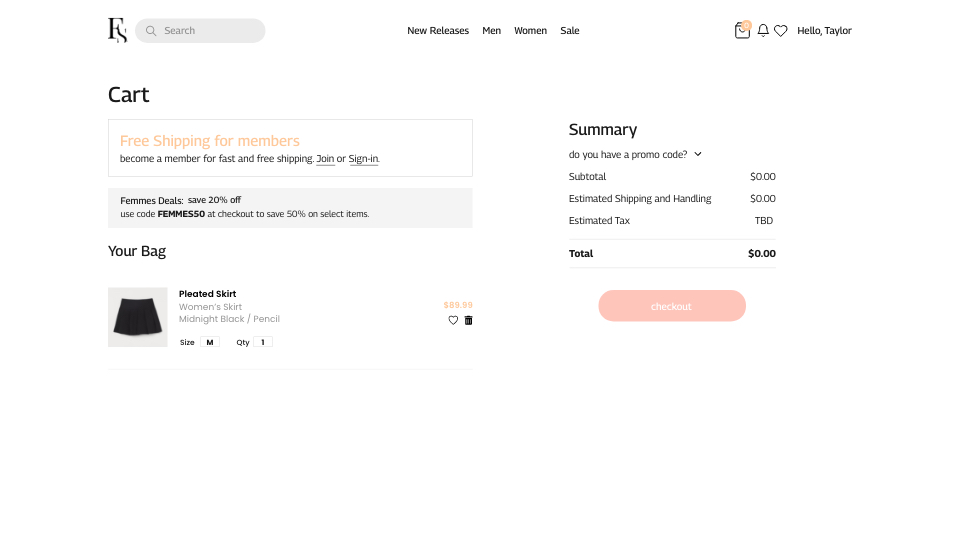 FS
Search
New Releases Men Women Sale
0
Hello, Taylor
Cart
Free Shipping for members
become a member for fast and free shipping. Join or Sign-in.
Femmes Deals: save 20% off
use code FEMMES50 at checkout to save 50% on select items.
Your Bag
Pleated Skirt
Women's Skirt
Midnight Black / Pencil
$89.99
Size M Qty 1
Summary
do you have a promo code?
Subtotal $0.00
Estimated Shipping and Handling $0.00
Estimated Tax TBD
Total $0.00
checkout